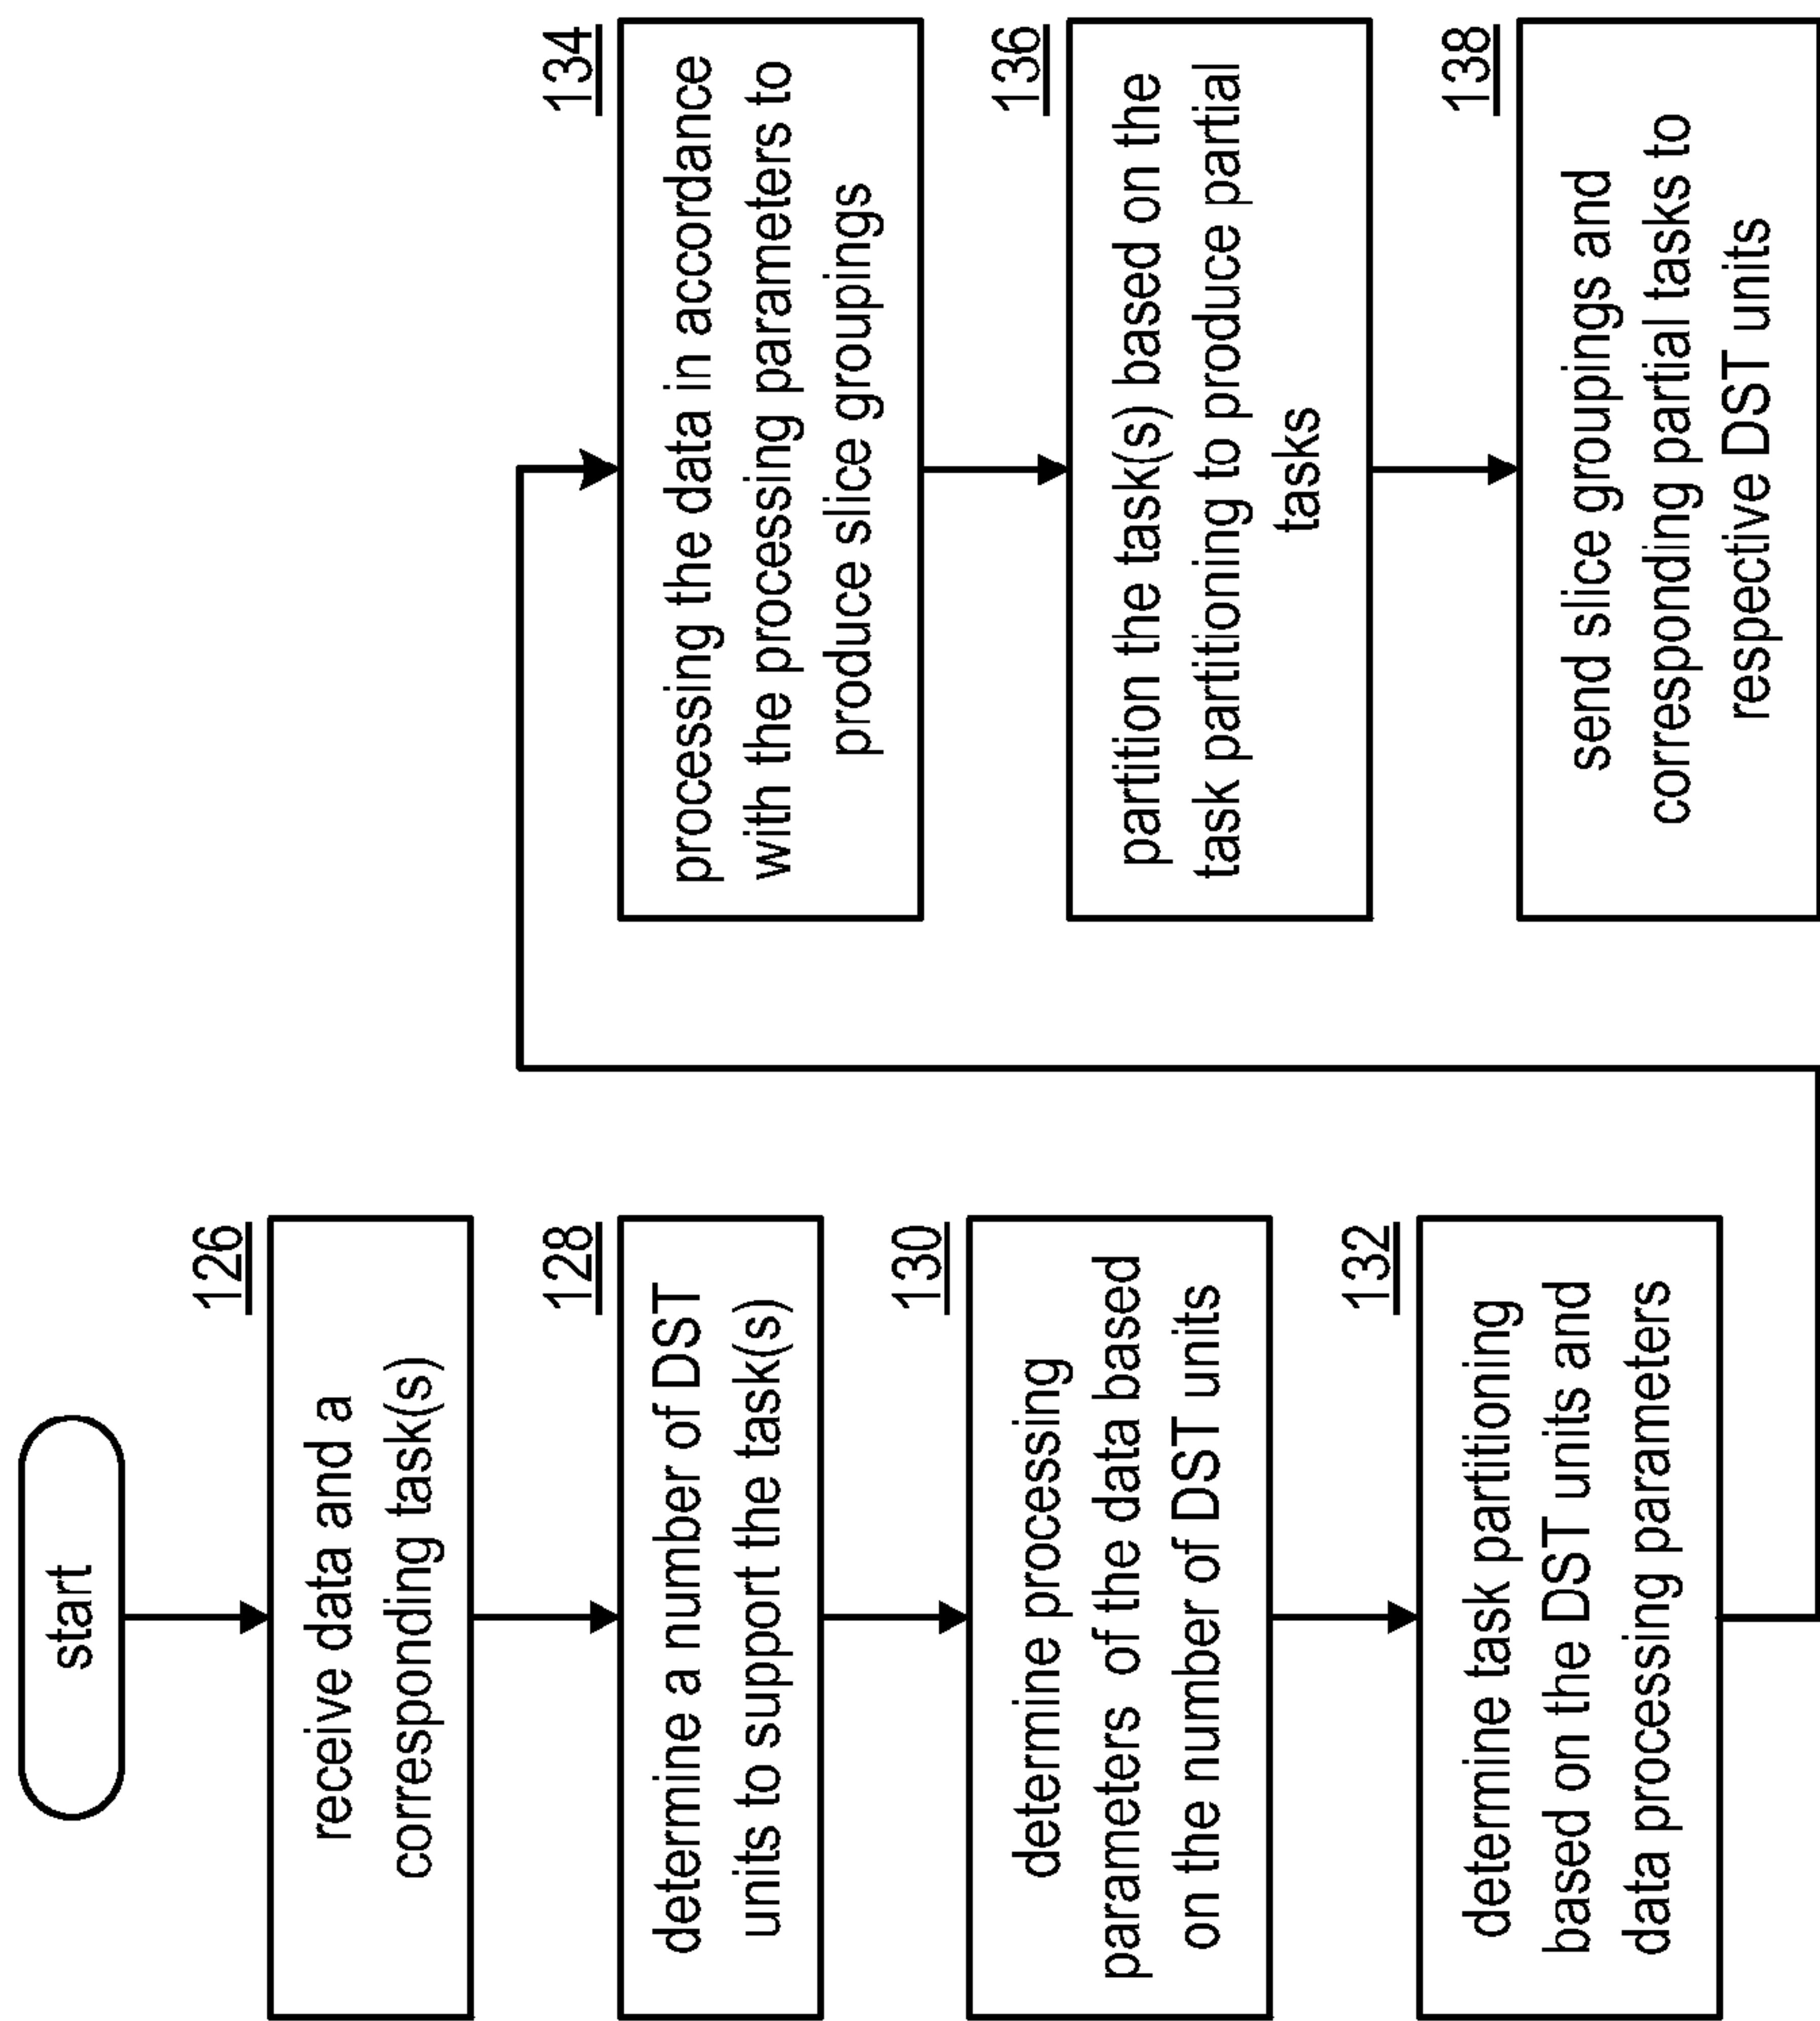 start
126
receive data and a
corresponding task(s)
128
determine a number of DST
units to support the task(s)
130
determine processing
parameters of the data based
on the number of DST units
132
determine task partitioning
based on the DST units and
data processing parameters
134
processing the data in accordance
with the processing parameters to
produce slice groupings
136
partition the task(s) based on the
task partitioning to produce partial
tasks
138
send slice groupings and
corresponding partial tasks to
respective DST units